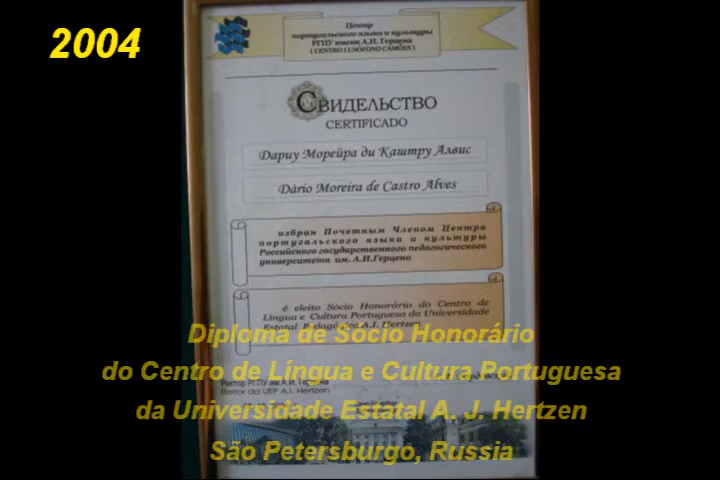 2004
Центр
португальского языка и культуры
РГПУ имени А.И. Герцена
( CENTRO LUSÓFONO CAMÕES )
СВИДЕЛЬСТВО
CERTIFICADO
Дариу Морейра ди Каштру Алвис
Dário Moreira de Castro Alves
избран Почетным Членом Центра
португальского языка и культуры
Российского государственного педагогического
университета им. А.И.Герцена
é eleito Sócio Honorário do Centro de
Língua e Cultura Portuguesa da Universidade
Estatal Pedagógica A.I. Hertzen
Diploma de Sócio Honorário
do Centro de Língua e Cultura Portuguesa
Ректор РГПУ им А.И. Герцена
Reitor da UEP A.I. Hertzen
da Universidade Estatal A. J. Hertzen
São Petersburgo, Russia